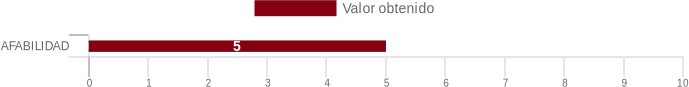 Valor obtenido
AFABILIDAD 5
0 1 2 3 4 5 6 7 8 9 10